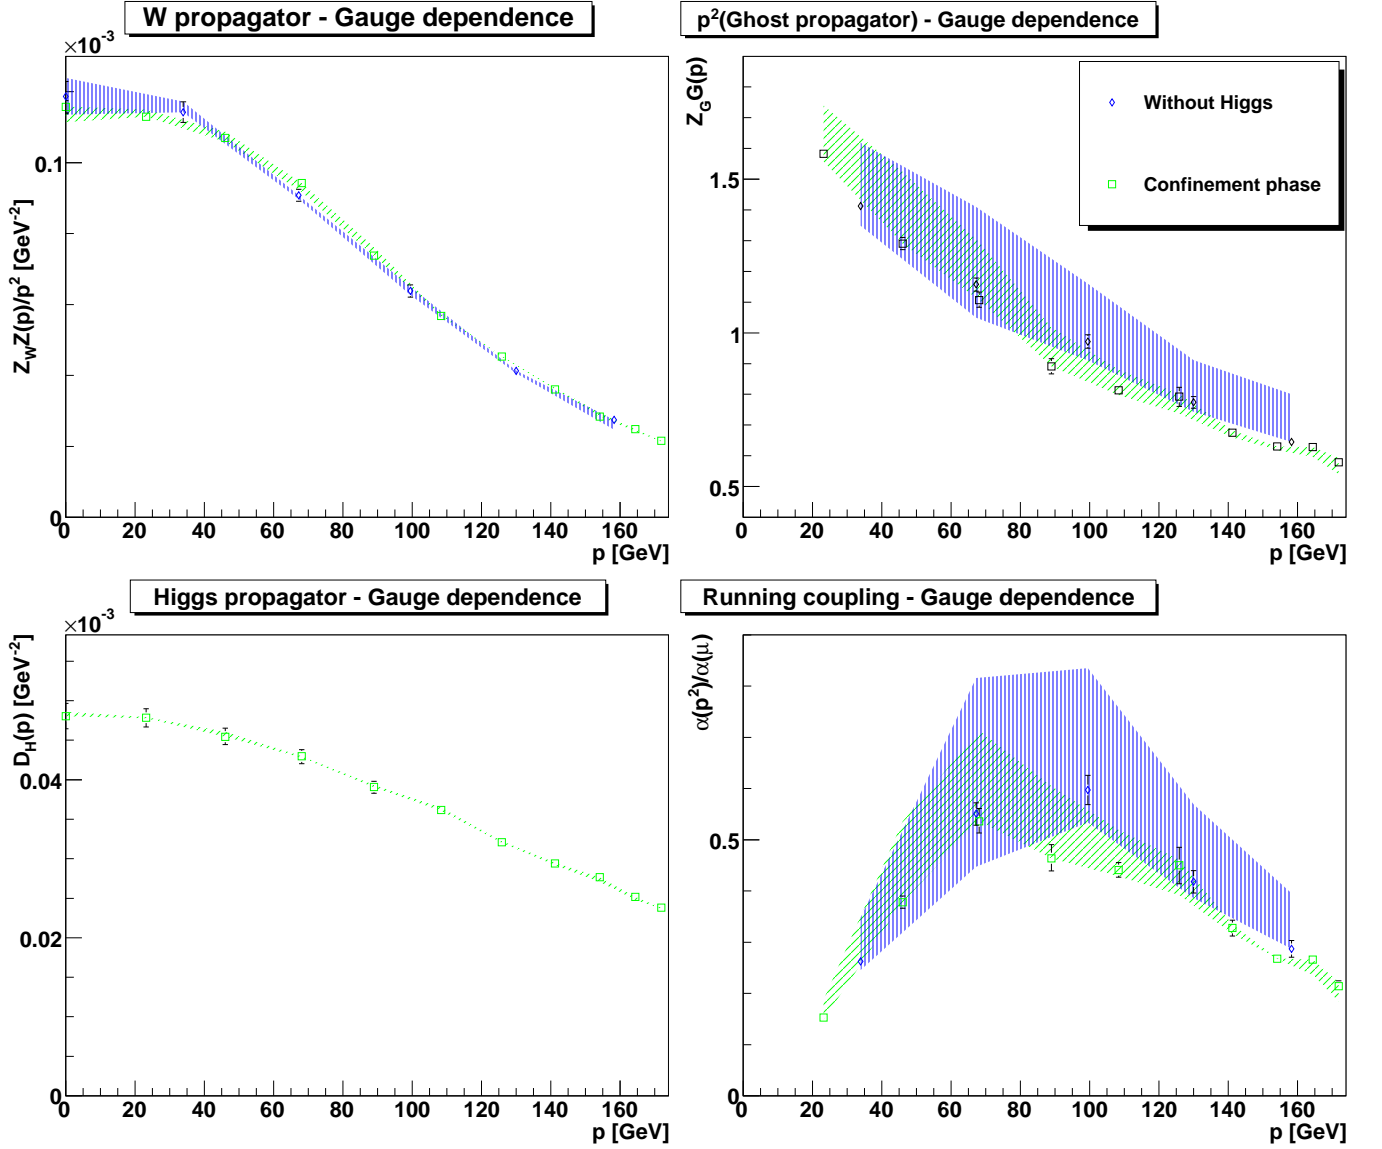 W propagator - Gauge dependence
×10⁻³
Z_W Z(p)/p² [GeV⁻²]
0.1
0
0 20 40 60 80 100 120 140 160
p [GeV]
p²(Ghost propagator) - Gauge dependence
Z_G G(p)
1.5
1
0.5
Without Higgs
Confinement phase
0 20 40 60 80 100 120 140 160
p [GeV]
Higgs propagator - Gauge dependence
×10⁻³
D_H(p) [GeV⁻²]
0.04
0.02
0
0 20 40 60 80 100 120 140 160
p [GeV]
Running coupling - Gauge dependence
α(p²)/α(μ)
0.5
0
0 20 40 60 80 100 120 140 160
p [GeV]